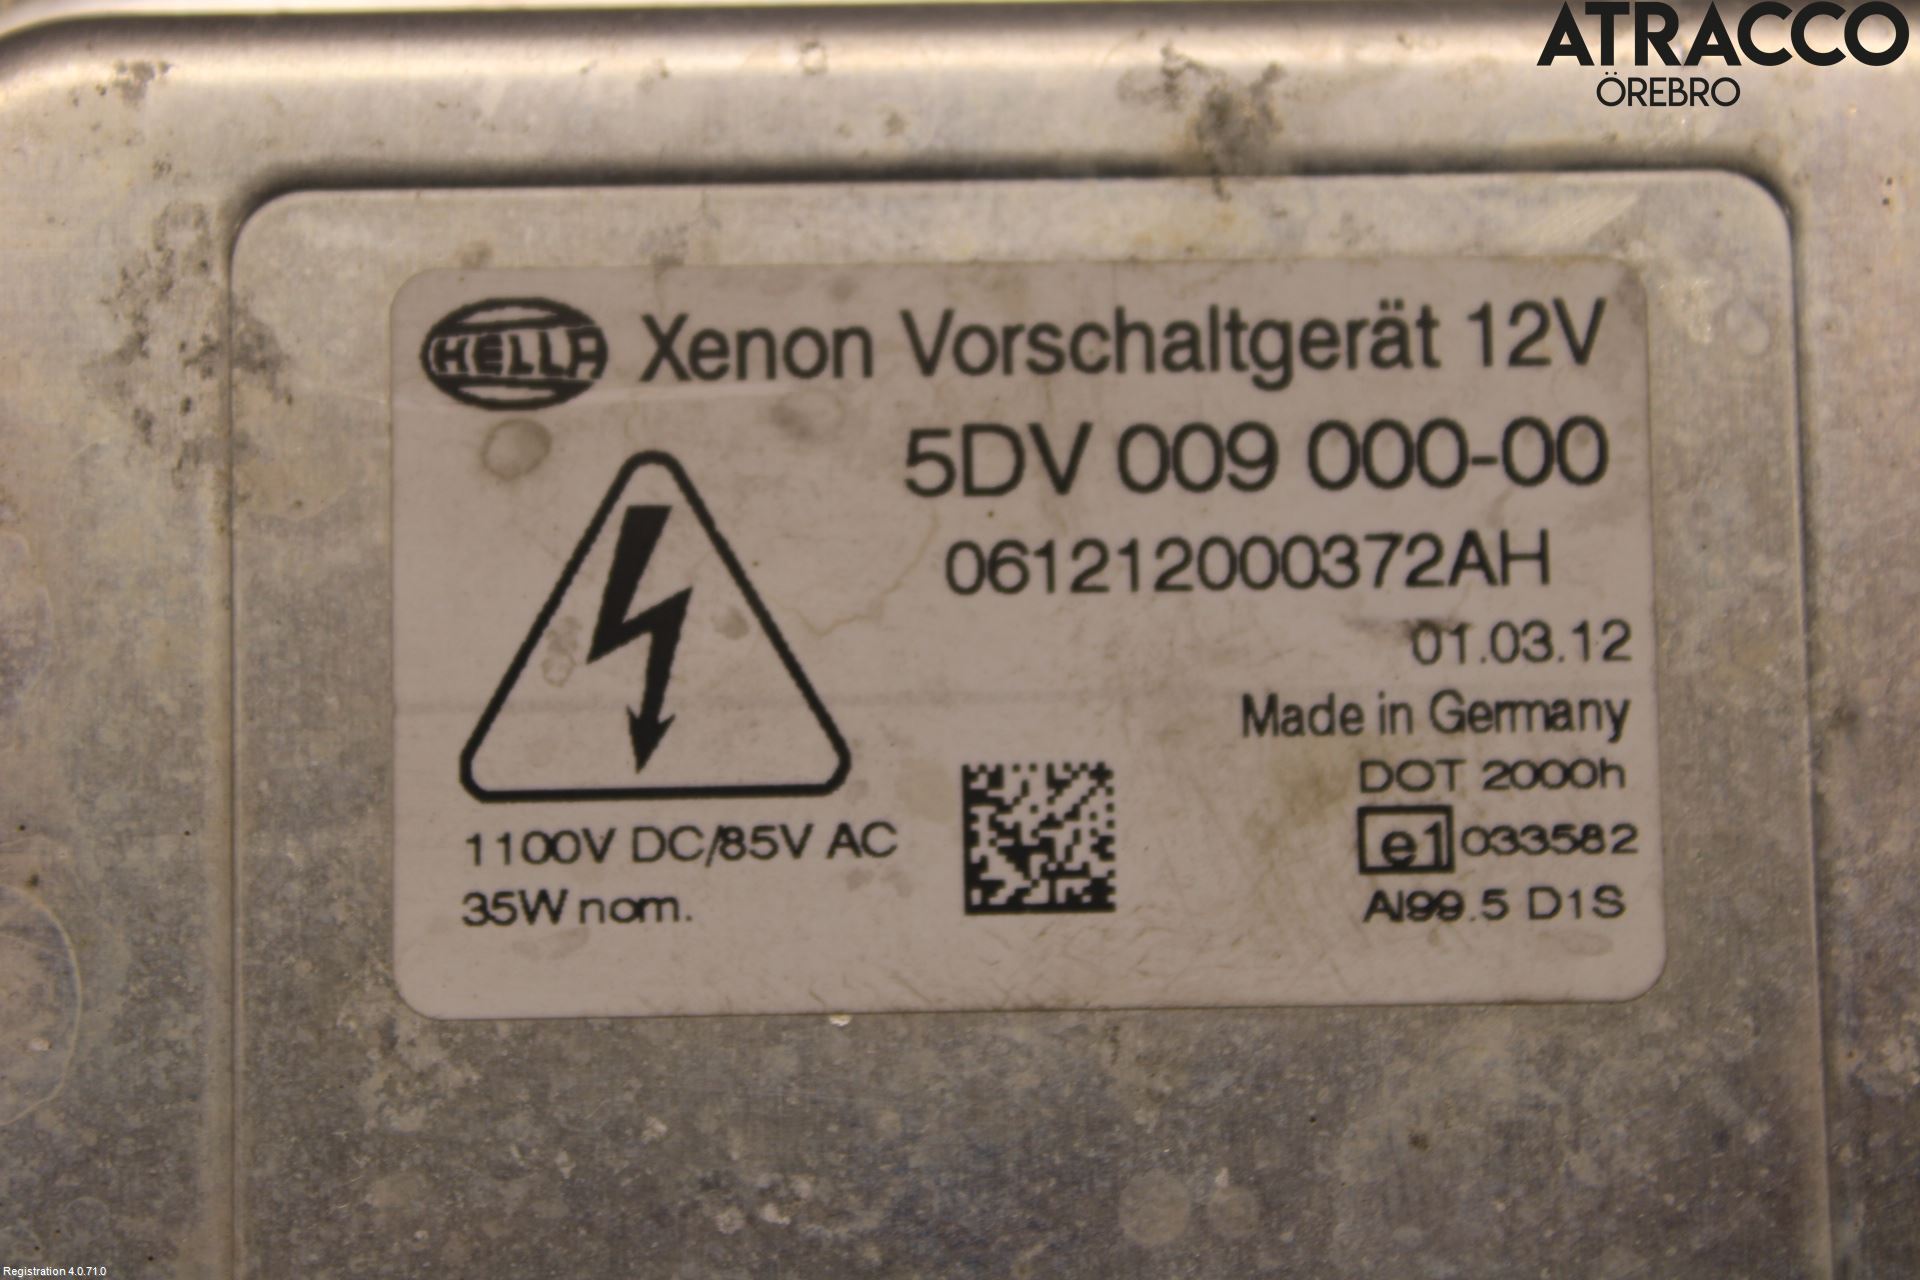 ATRACCO
ÖREBRO
HELLA Xenon Vorschaltgerät 12V
5DV 009 000-00
061212000372AH
01.03.12
Made in Germany
DOT 2000h
e1 033582
AI99.5 D1S
1100V DC/85V AC
35W nom.
Registration 4.0.71.0